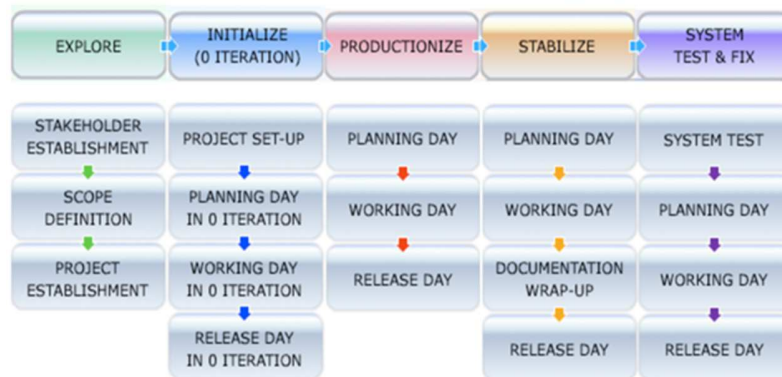 EXPLORE
INITIALIZE
(0 ITERATION)
PRODUCTIONIZE
STABILIZE
SYSTEM
TEST & FIX
STAKEHOLDER
ESTABLISHMENT
SCOPE
DEFINITION
PROJECT
ESTABLISHMENT
PROJECT SET-UP
PLANNING DAY
IN 0 ITERATION
WORKING DAY
IN 0 ITERATION
RELEASE DAY
IN 0 ITERATION
PLANNING DAY
WORKING DAY
RELEASE DAY
PLANNING DAY
WORKING DAY
DOCUMENTATION
WRAP-UP
RELEASE DAY
SYSTEM TEST
PLANNING DAY
WORKING DAY
RELEASE DAY